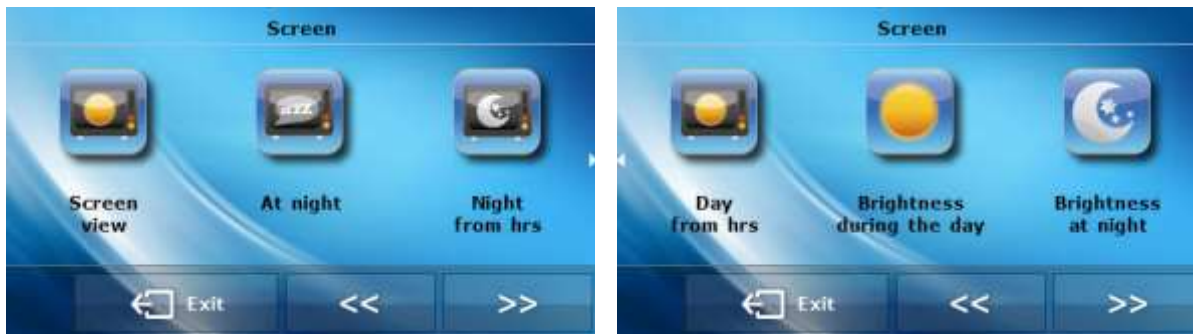 Screen
zzz
Screen
view
At night
Night
from hrs
Exit
<<
>>
Screen
Day
from hrs
Brightness
during the day
Brightness
at night
Exit
<<
>>